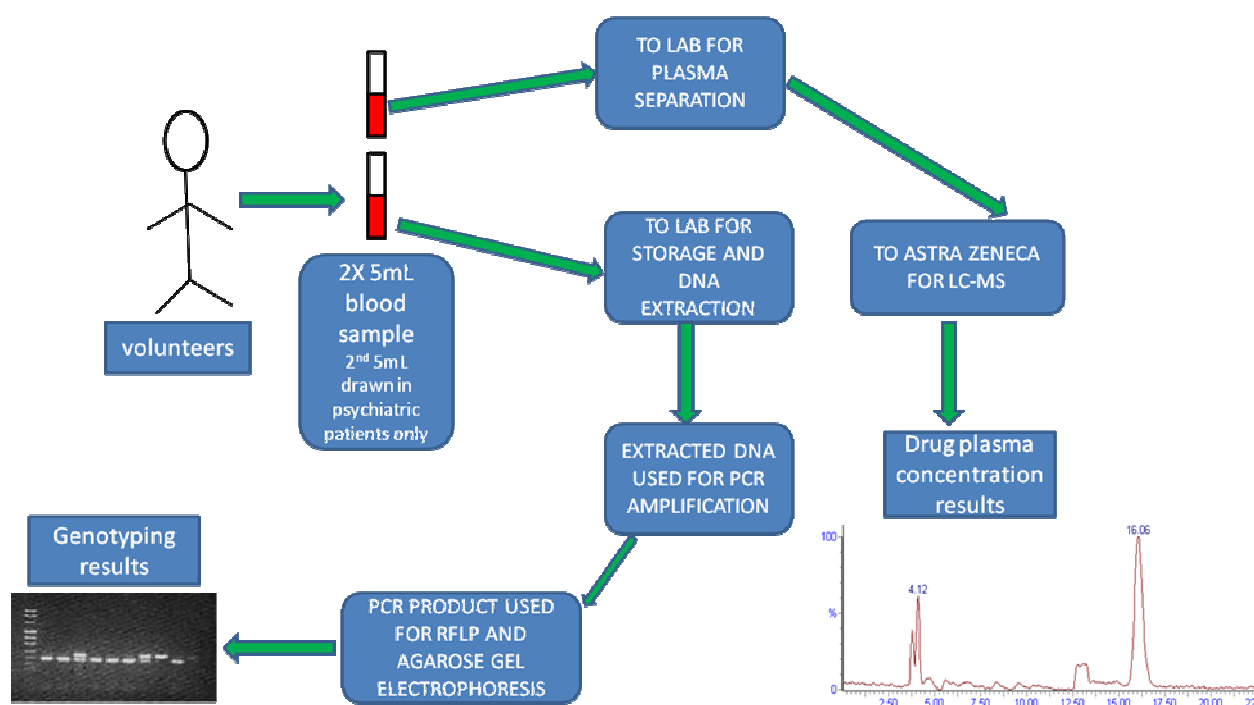 TO LAB FOR
PLASMA
SEPARATION
volunteers
2X 5mL
blood
sample
2nd 5mL
drawn in
psychiatric
patients only
TO LAB FOR
STORAGE AND
DNA
EXTRACTION
TO ASTRA ZENECA
FOR LC-MS
EXTRACTED DNA
USED FOR PCR
AMPLIFICATION
Drug plasma
concentration
results
Genotyping
results
PCR PRODUCT USED
FOR RFLP AND
AGAROSE GEL
ELECTROPHORESIS
100
%
0
4.12
16.06
2.50 5.00 7.50 10.00 12.50 15.00 17.50 20.00